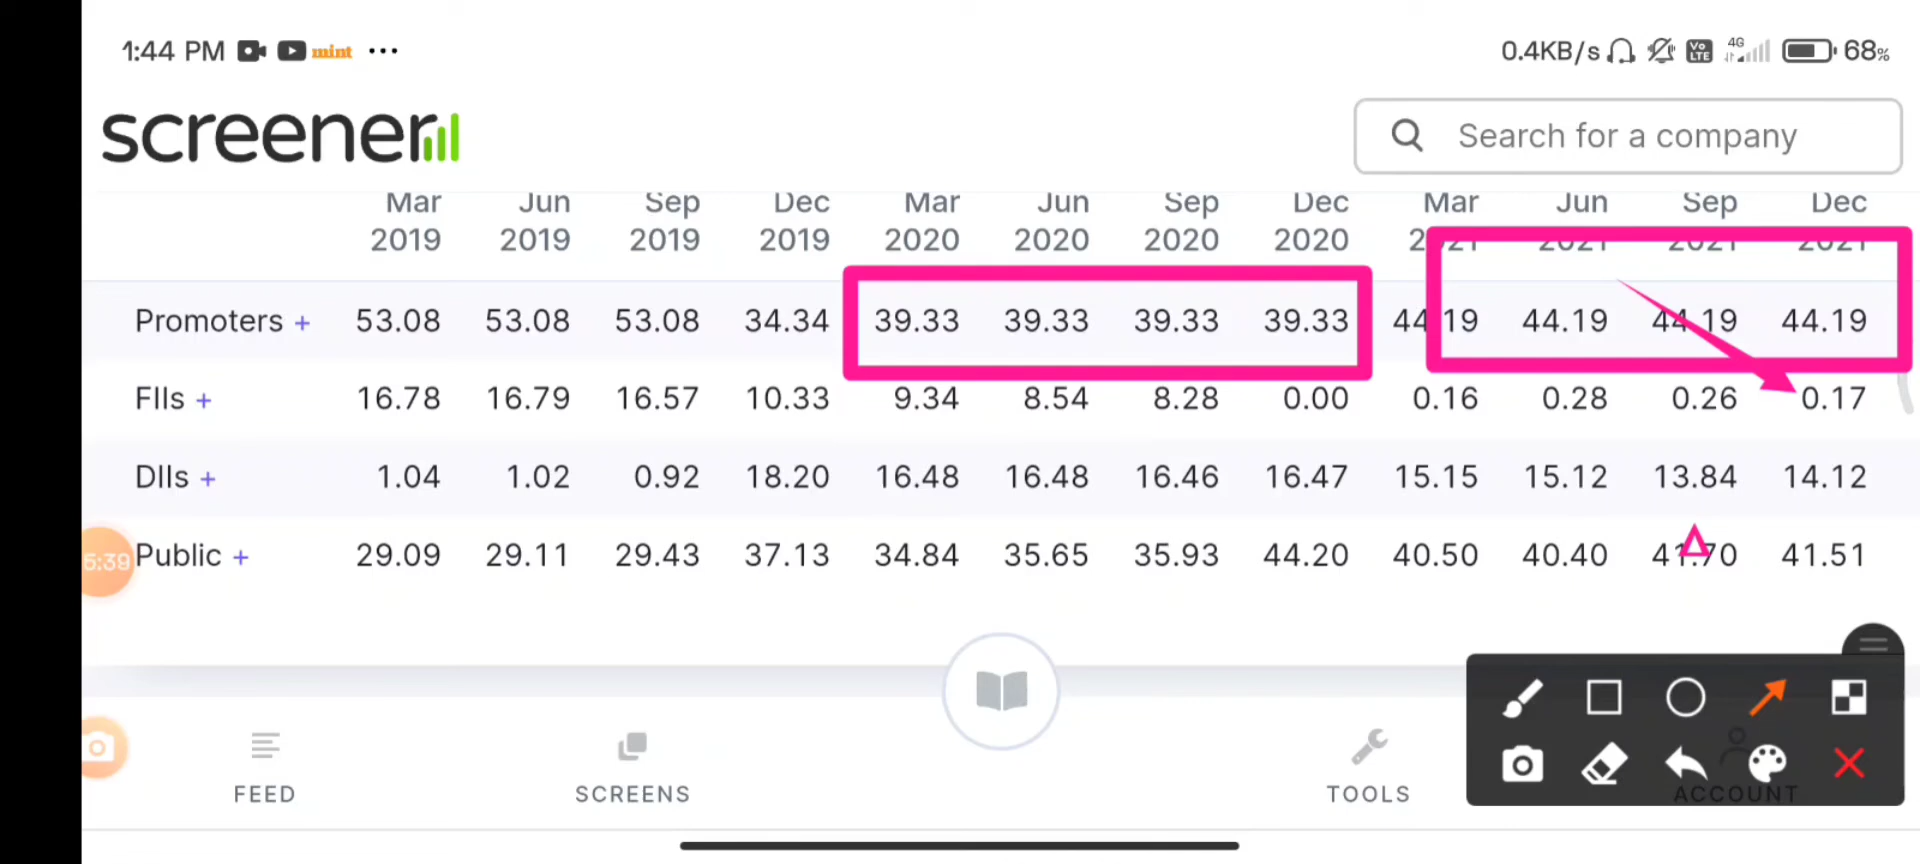 1:44 PM mint ...
0.4KB/s Vo LTE 4G 68%
screener
Search for a company
Mar Jun Sep Dec Mar Jun Sep Dec Mar Jun Sep Dec
2019 2019 2019 2019 2020 2020 2020 2020 2021 2021 2021 2021
Promoters + 53.08 53.08 53.08 34.34 39.33 39.33 39.33 39.33 44.19 44.19 44.19 44.19
FIIs + 16.78 16.79 16.57 10.33 9.34 8.54 8.28 0.00 0.16 0.28 0.26 0.17
DIIs + 1.04 1.02 0.92 18.20 16.48 16.48 16.46 16.47 15.15 15.12 13.84 14.12
5:39 Public + 29.09 29.11 29.43 37.13 34.84 35.65 35.93 44.20 40.50 40.40 41.70 41.51
FEED SCREENS TOOLS ACCOUNT